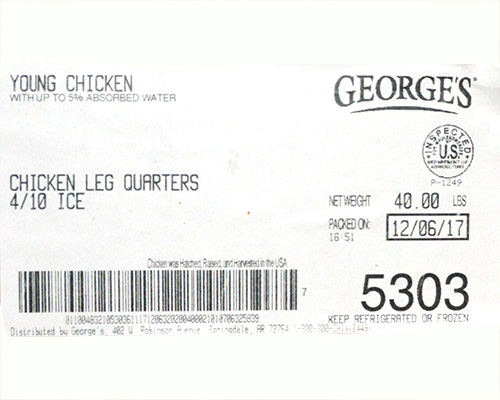 YOUNG CHICKEN
WITH UP TO 5% ABSORBED WATER
GEORGE'S
INSPECTED
U.S.
DEPARTMENT OF
AGRICULTURE
P-1249
CHICKEN LEG QUARTERS
4/10 ICE
NET WEIGHT 40.00 LBS
PACKED ON: 12/06/17
16:51
Chicken was Hatched, Raised, and Harvested in the USA
7
5303
KEEP REFRIGERATED OR FROZEN
Distributed by George's, 402 W. Robinson Avenue, Springdale, AR 72764